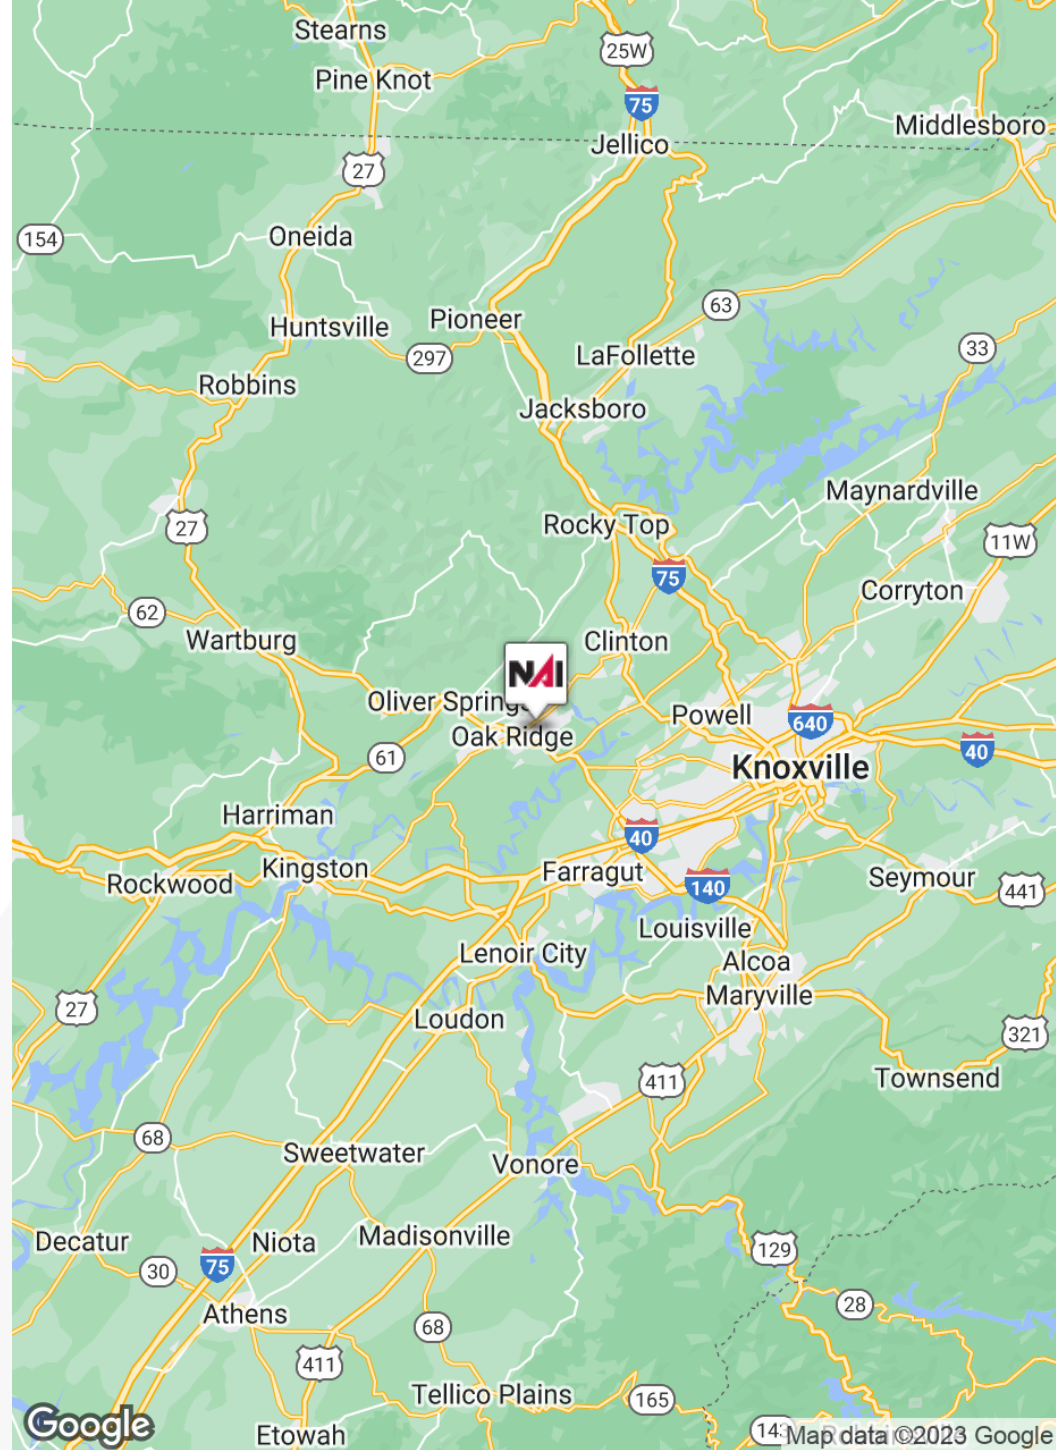 Stearns
25W
Pine Knot
75
Middlesboro
Jellico
27
154
Oneida
63
Pioneer
Huntsville
33
LaFollette
297
Robbins
Jacksboro
Maynardville
Rocky Top
27
11W
75
Corryton
62
Clinton
Wartburg
NAI
Oliver Springs
Powell
640
Oak Ridge
40
61
Knoxville
Harriman
40
Kingston
Farragut
Seymour
Rockwood
140
441
Louisville
Lenoir City
Alcoa
Maryville
27
Loudon
321
411
Townsend
68
Sweetwater
Vonore
Madisonville
Decatur
Niota
129
75
30
28
Athens
68
411
Tellico Plains
165
Google
143
Map data ©2023 Google
Etowah